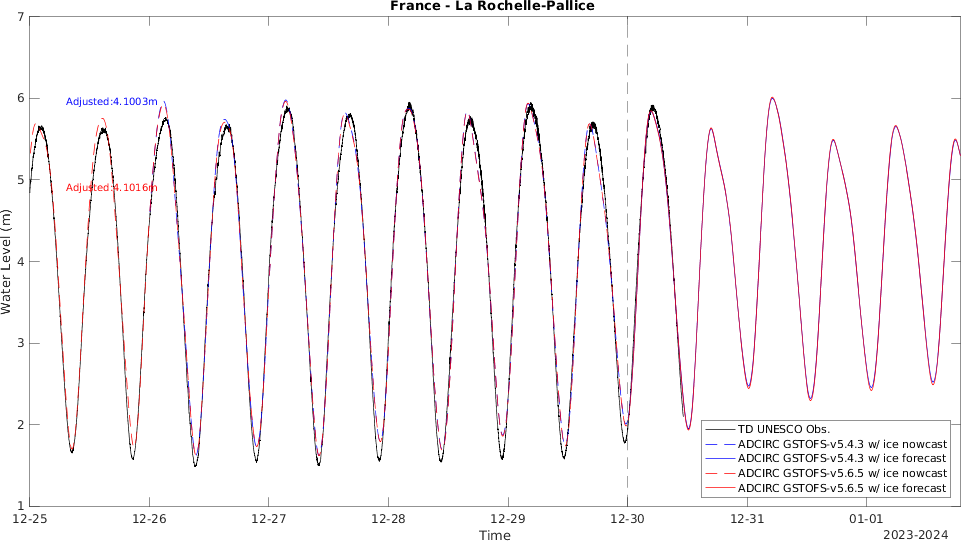 France - La Rochelle-Pallice
7
6
5
4
3
2
1
Water Level (m)
Adjusted:4.1003m
Adjusted:4.1016m
TD UNESCO Obs.
ADCIRC GSTOFS-v5.4.3 w/ ice nowcast
ADCIRC GSTOFS-v5.4.3 w/ ice forecast
ADCIRC GSTOFS-v5.6.5 w/ ice nowcast
ADCIRC GSTOFS-v5.6.5 w/ ice forecast
12-25 12-26 12-27 12-28 12-29 12-30 12-31 01-01
Time
2023-2024